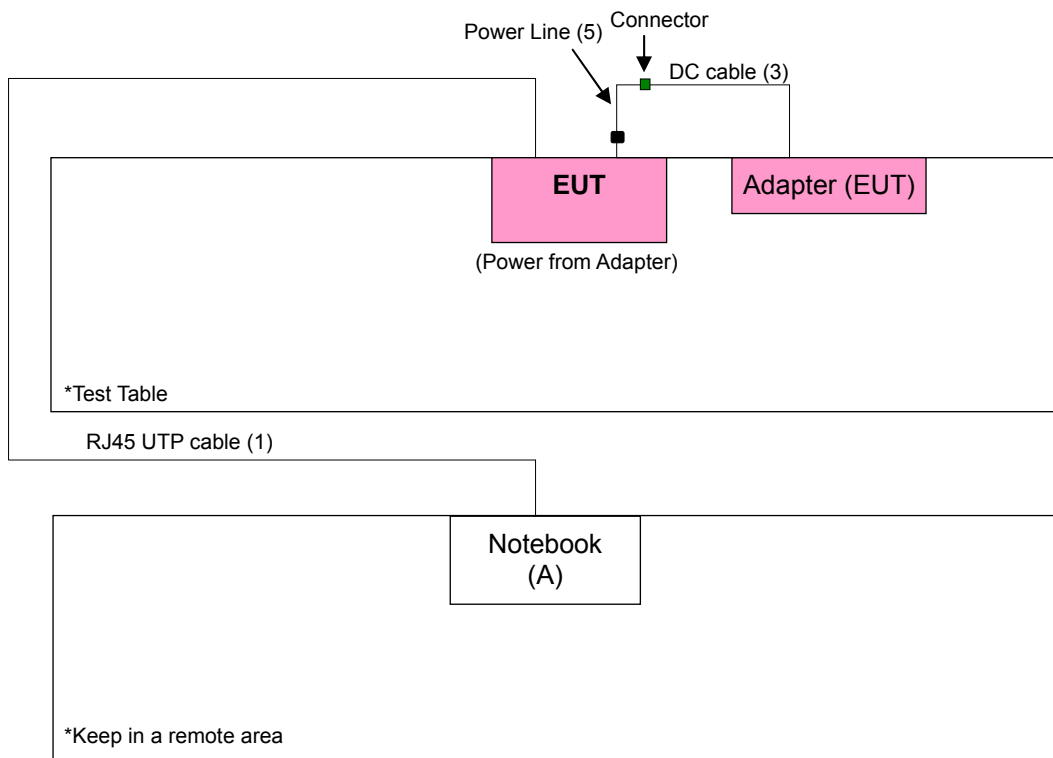 Connector
Power Line (5)
DC cable (3)
EUT
Adapter (EUT)
(Power from Adapter)
*Test Table
RJ45 UTP cable (1)
Notebook
(A)
*Keep in a remote area